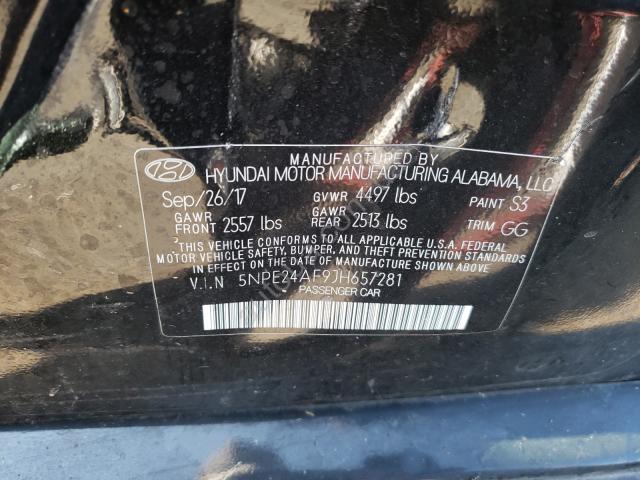 MANUFACTURED BY
HYUNDAI MOTOR MANUFACTURING ALABAMA, LLC
Sep/26/17 GVWR 4497 lbs PAINT S3
GAWR FRONT 2557 lbs GAWR REAR 2513 lbs TRIM GG
THIS VEHICLE CONFORMS TO ALL APPLICABLE U.S.A. FEDERAL
MOTOR VEHICLE SAFETY, BUMPER, AND THEFT PREVENTION STANDARDS
IN EFFECT ON THE DATE OF MANUFACTURE SHOWN ABOVE.
V.I.N 5NPE24AF9JH657281
PASSENGER CAR